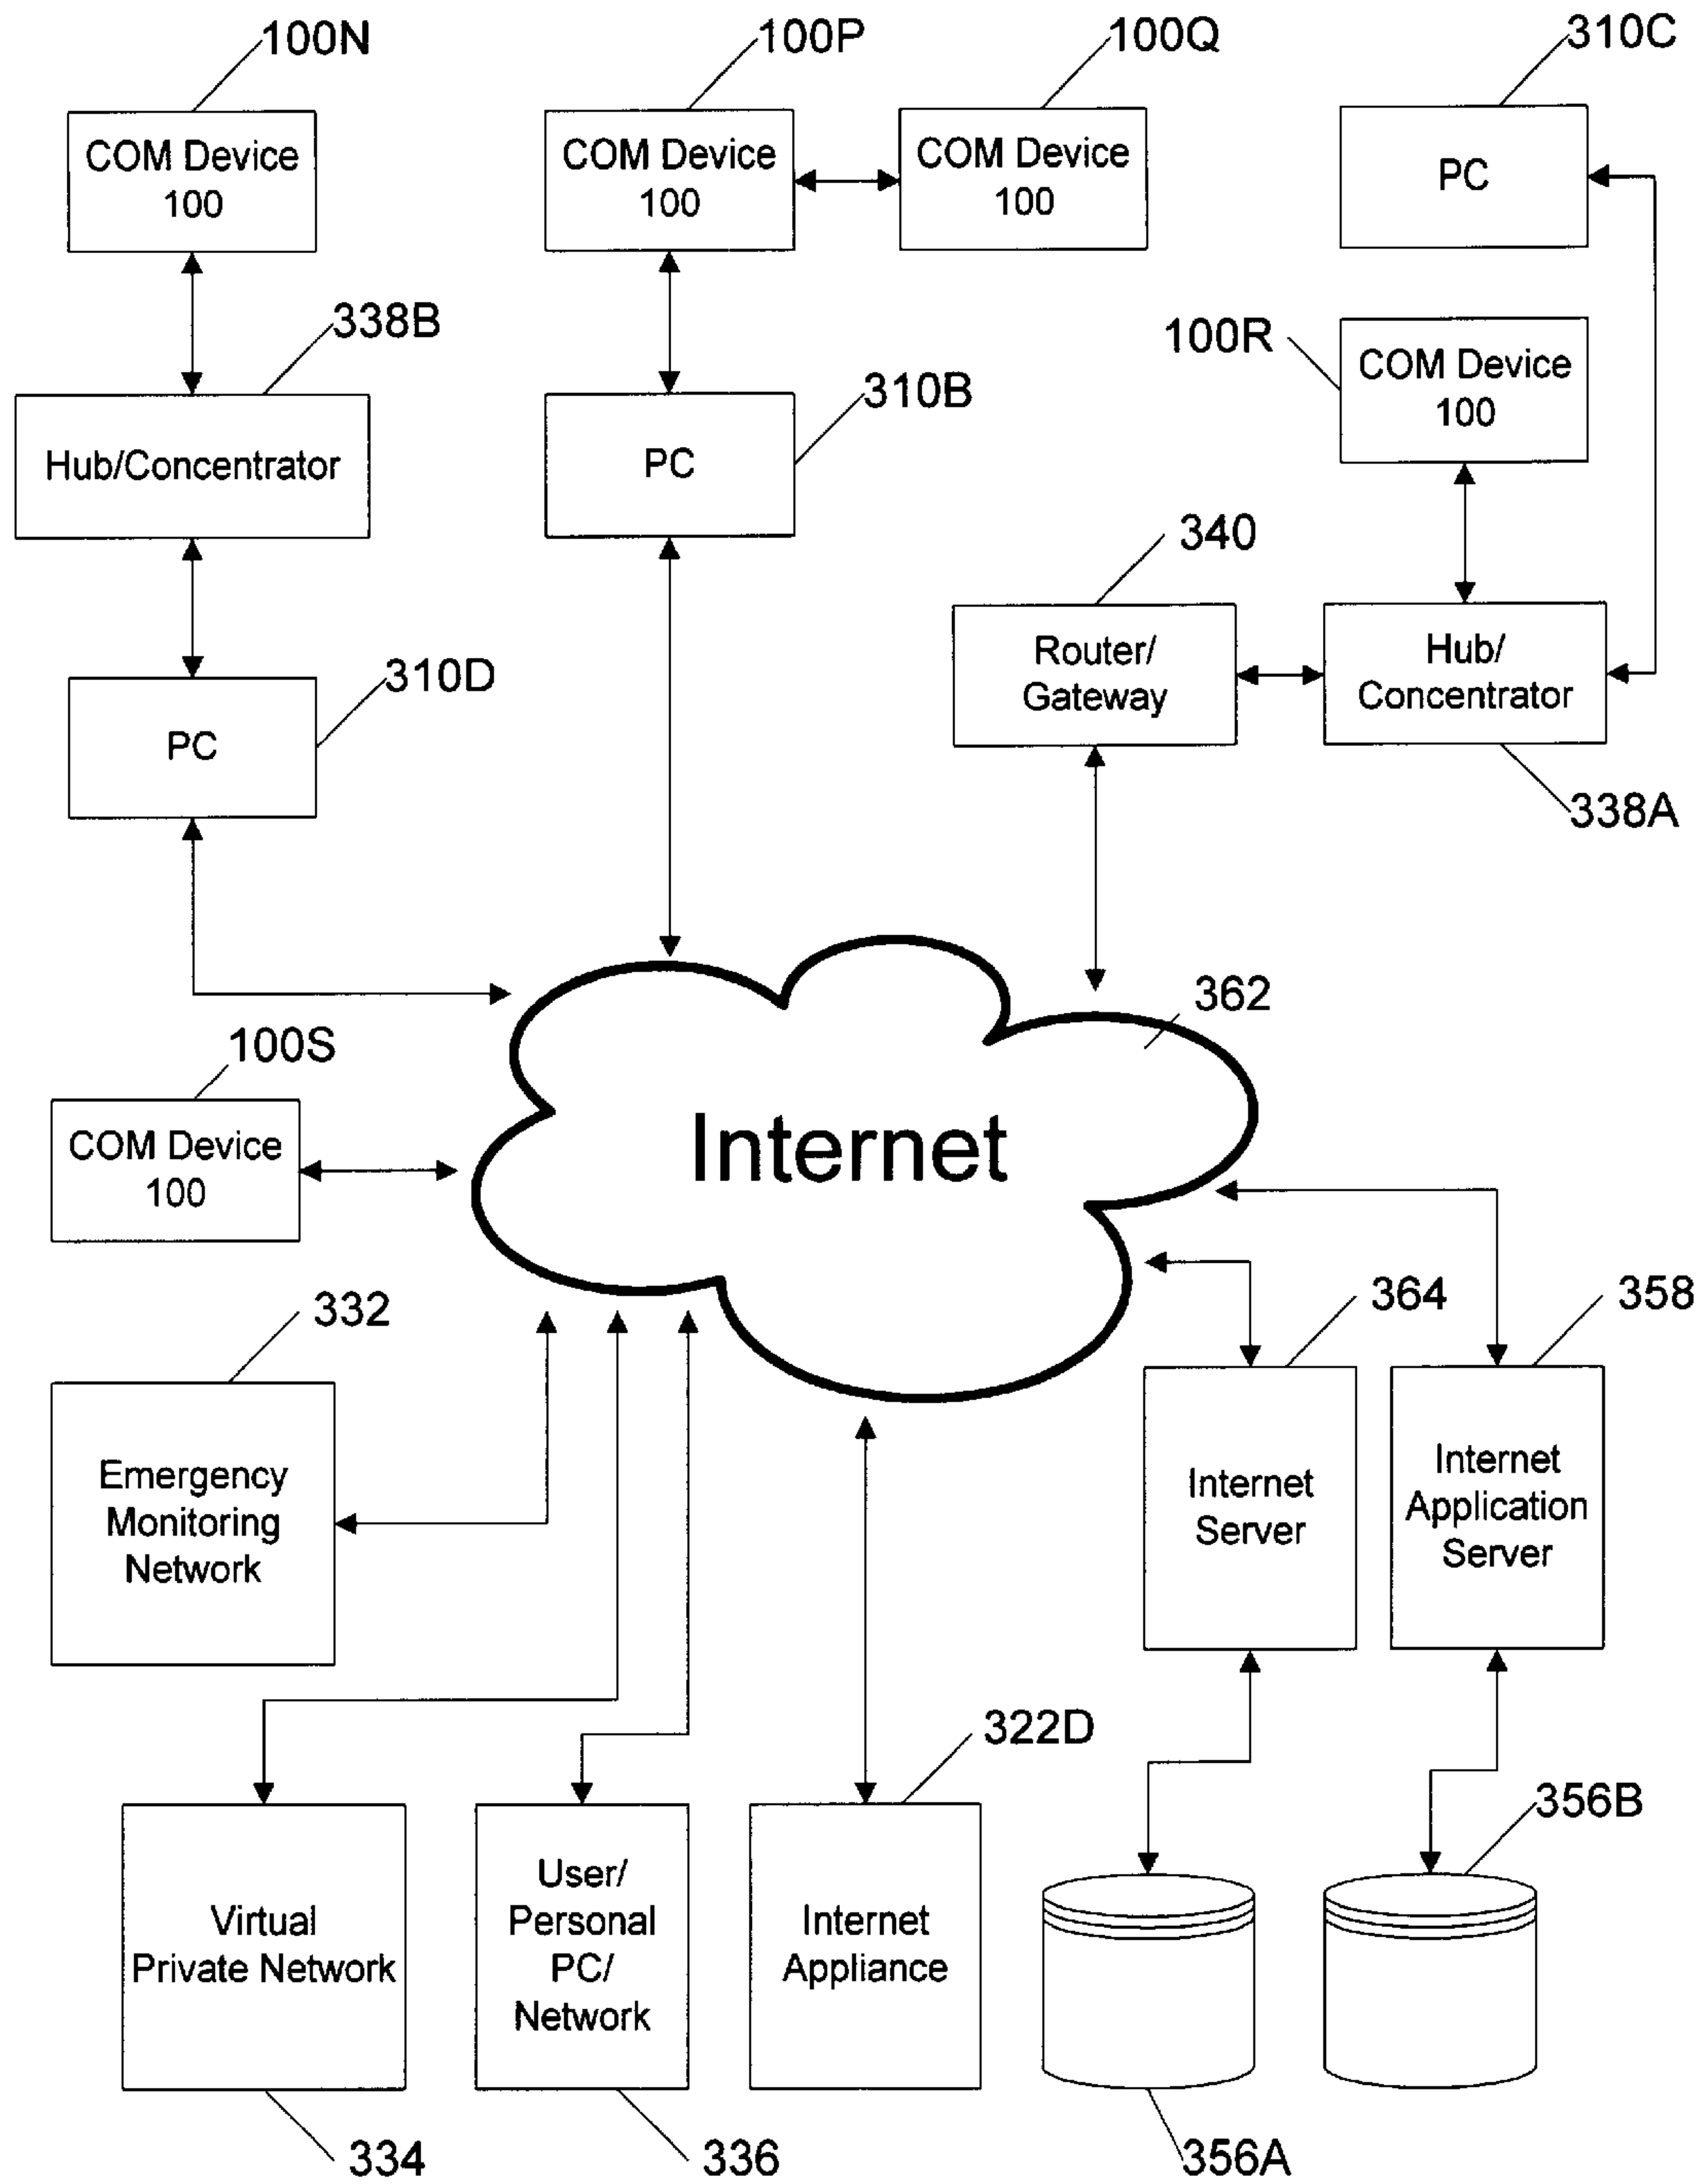 100N
100P
100Q
310C
COM Device
100
COM Device
100
COM Device
100
PC
338B
100R
COM Device
100
310B
Hub/Concentrator
PC
340
Router/
Gateway
Hub/
Concentrator
310D
PC
338A
362
100S
Internet
COM Device
100
332
364
358
Emergency
Monitoring
Network
Internet
Server
Internet
Application
Server
322D
356B
Virtual
Private Network
User/
Personal
PC/
Network
Internet
Appliance
334
336
356A